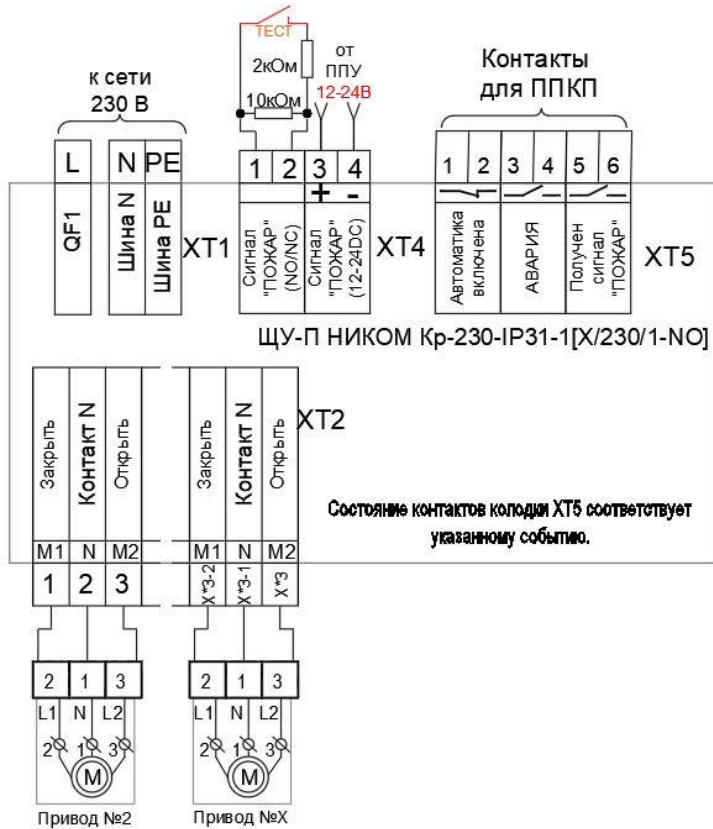 ТЕСТ
2кОм
10кОм
от
ППУ
12-24В
к сети
230 В
Контакты
для ППКП
L N PE
1 2 3 4
1 2 3 4 5 6
+ -
QF1
Шина N
Шина PE
XT1
Сигнал
"ПОЖАР"
(NO/NC)
Сигнал
"ПОЖАР"
(12-24DC)
XT4
Автоматика
включена
АВАРИЯ
Получен
сигнал
"ПОЖАР"
XT5
ЩУ-П НИКОМ Кр-230-IP31-1[X/230/1-NO]
Закрыть
Контакт N
Открыть
Закрыть
Контакт N
Открыть
XT2
Состояние контактов колодки XT5 соответствует
указанному событию.
M1 N M2
M1 N M2
1 2 3
X*3-2 X*3-1 X*3
2 1 3
2 1 3
L1 N L2
L1 N L2
2 1 3
2 1 3
M
M
Привод №2
Привод №X